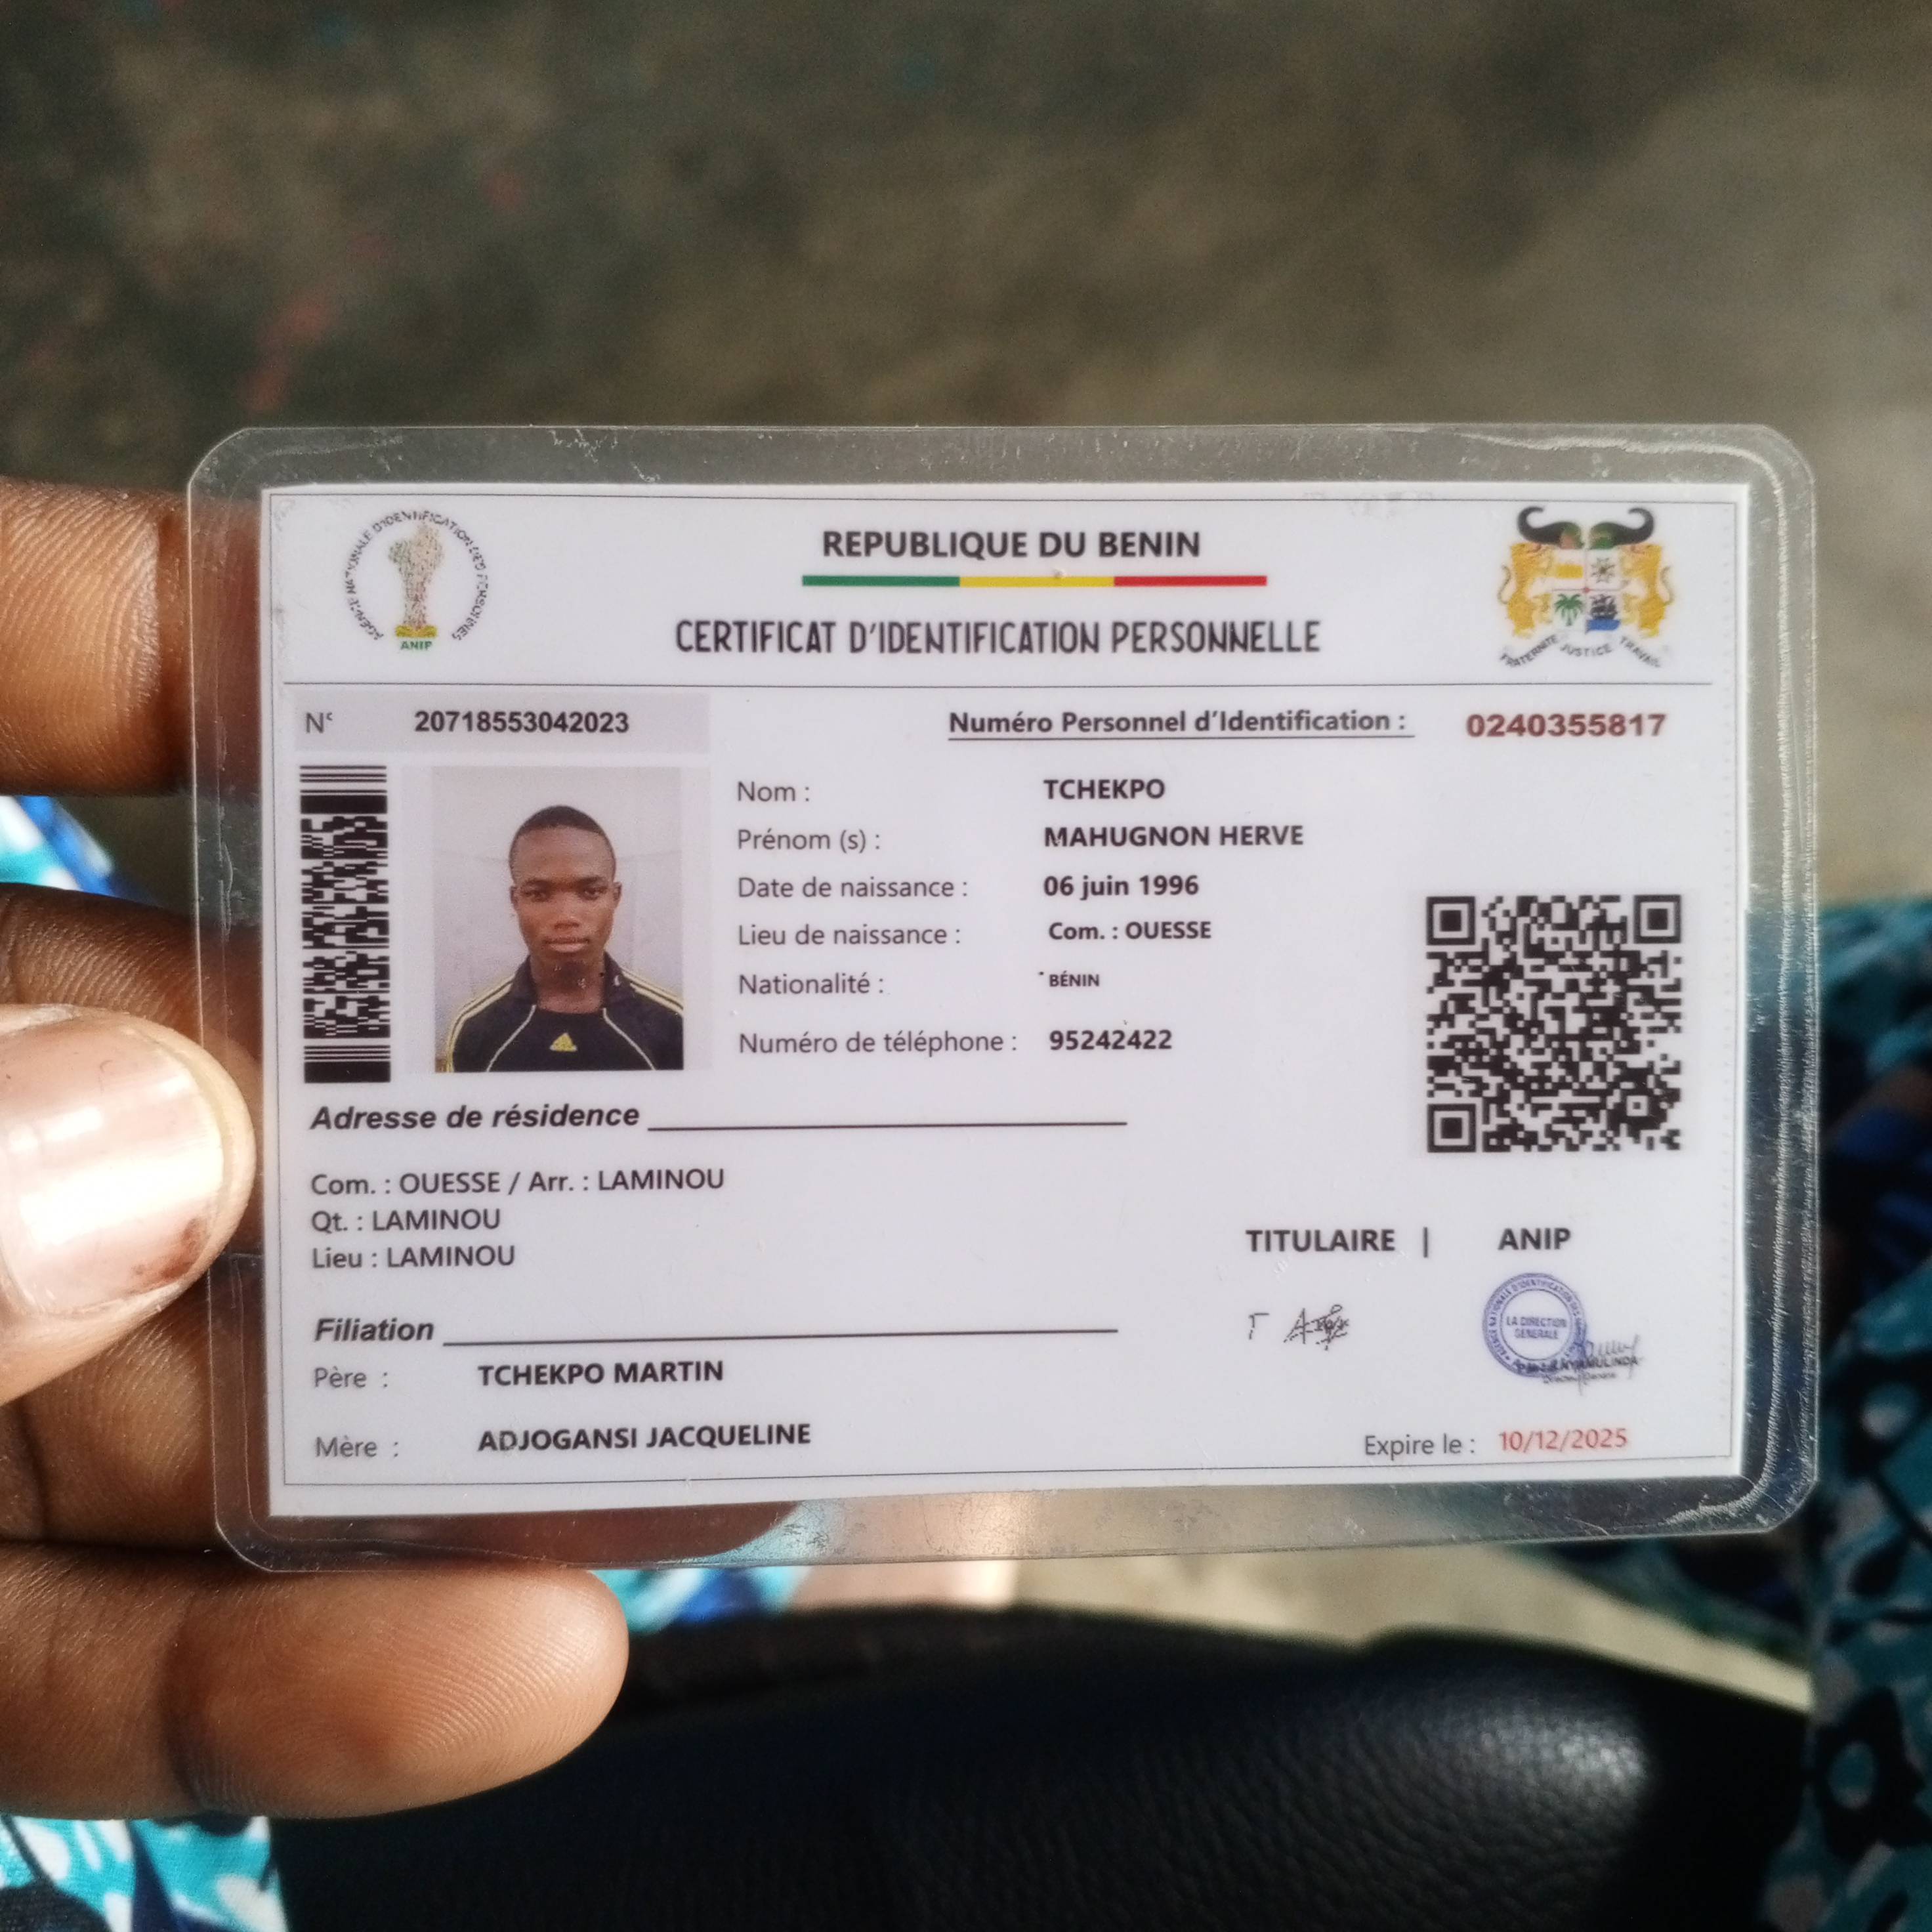 AGENCE NATIONALE D'IDENTIFICATION DES PERSONNES
ANIP
REPUBLIQUE DU BENIN
CERTIFICAT D'IDENTIFICATION PERSONNELLE
FRATERNITE JUSTICE TRAVAIL
N° 20718553042023
Numéro Personnel d'Identification : 0240355817
Nom : TCHEKPO
Prénom (s) : MAHUGNON HERVE
Date de naissance : 06 juin 1996
Lieu de naissance : Com. : OUESSE
Nationalité : BÉNIN
Numéro de téléphone : 95242422
Adresse de résidence
Com. : OUESSE / Arr. : LAMINOU
Qt. : LAMINOU
Lieu : LAMINOU
TITULAIRE | ANIP
LA DIRECTION
GENERALE
Filiation
Père : TCHEKPO MARTIN
Mère : ADJOGANSI JACQUELINE
Expire le : 10/12/2025